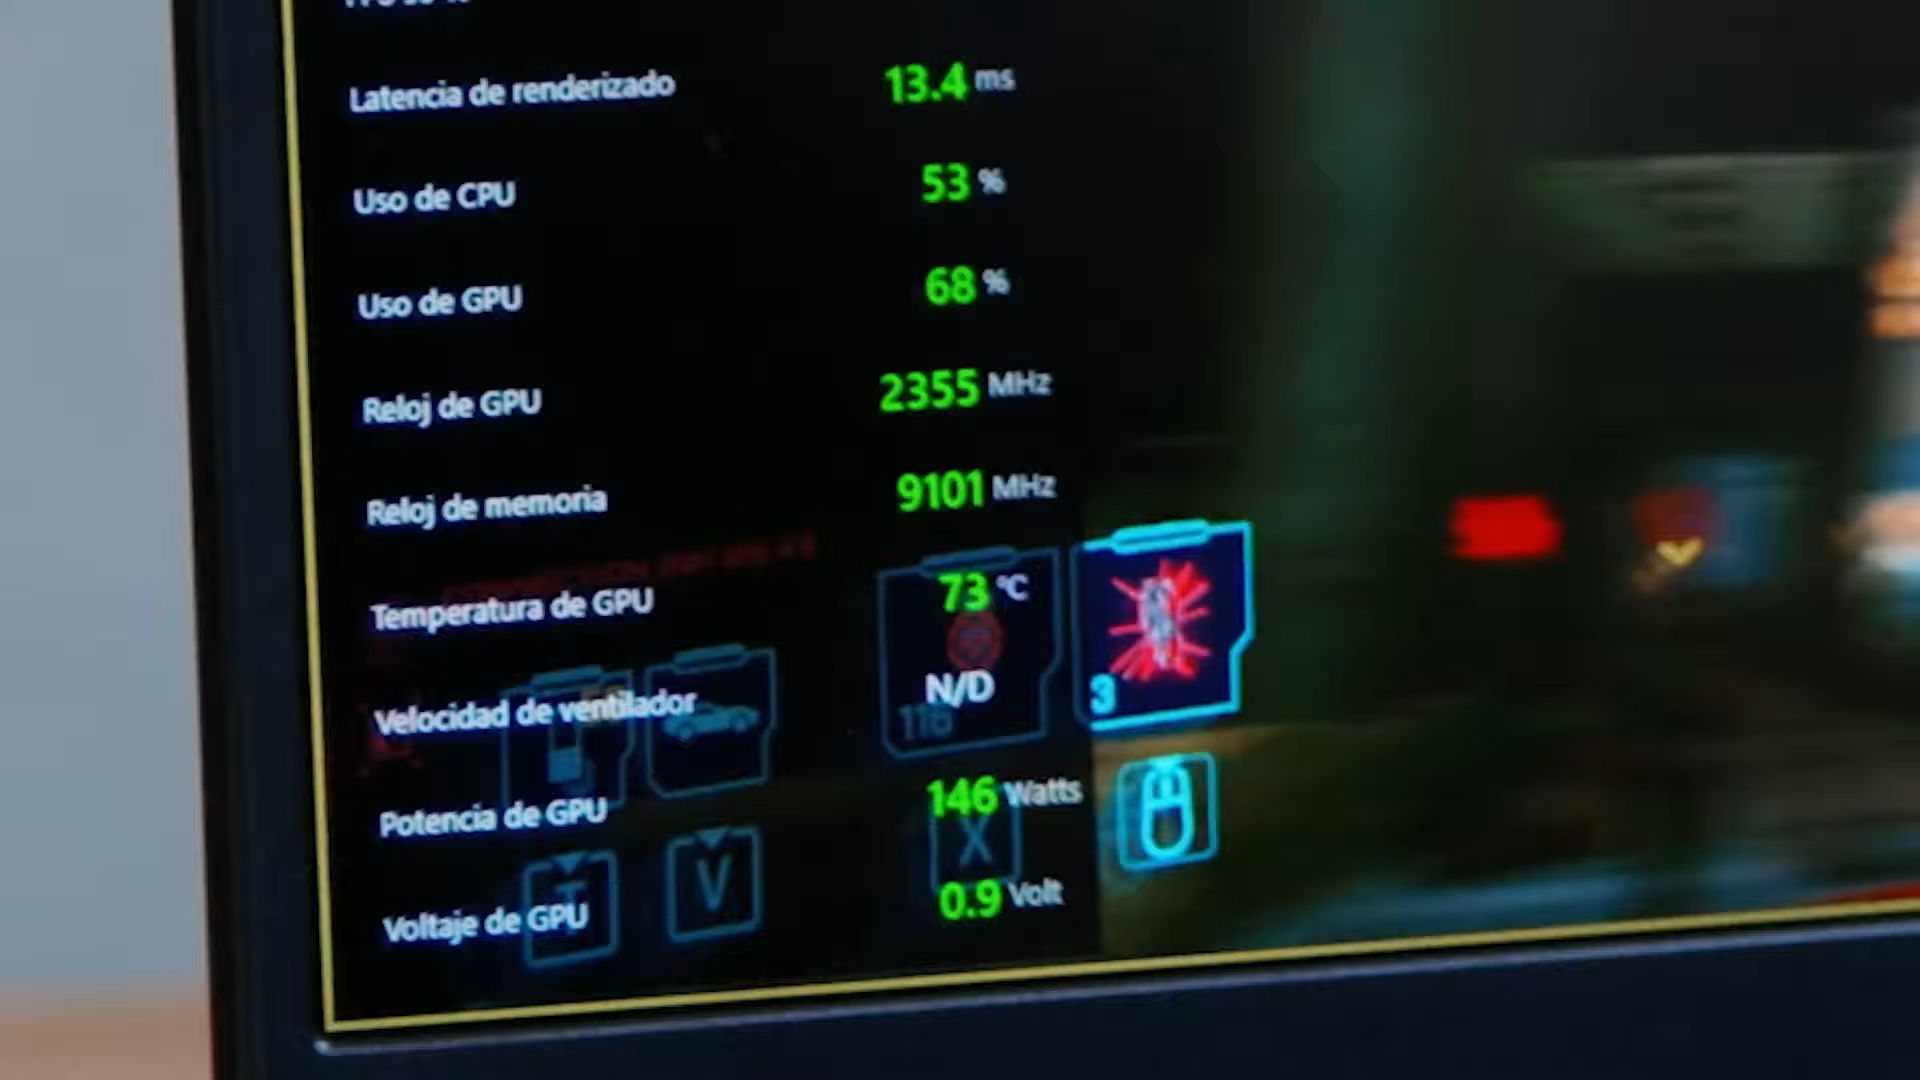 Latencia de renderizado 13.4 ms
Uso de CPU 53 %
Uso de GPU 68 %
Reloj de GPU 2355 MHz
Reloj de memoria 9101 MHz
Temperatura de GPU 73 °C
Velocidad de ventilador N/D
116 3
Potencia de GPU 146 Watts
T V X
Voltaje de GPU 0.9 Volt